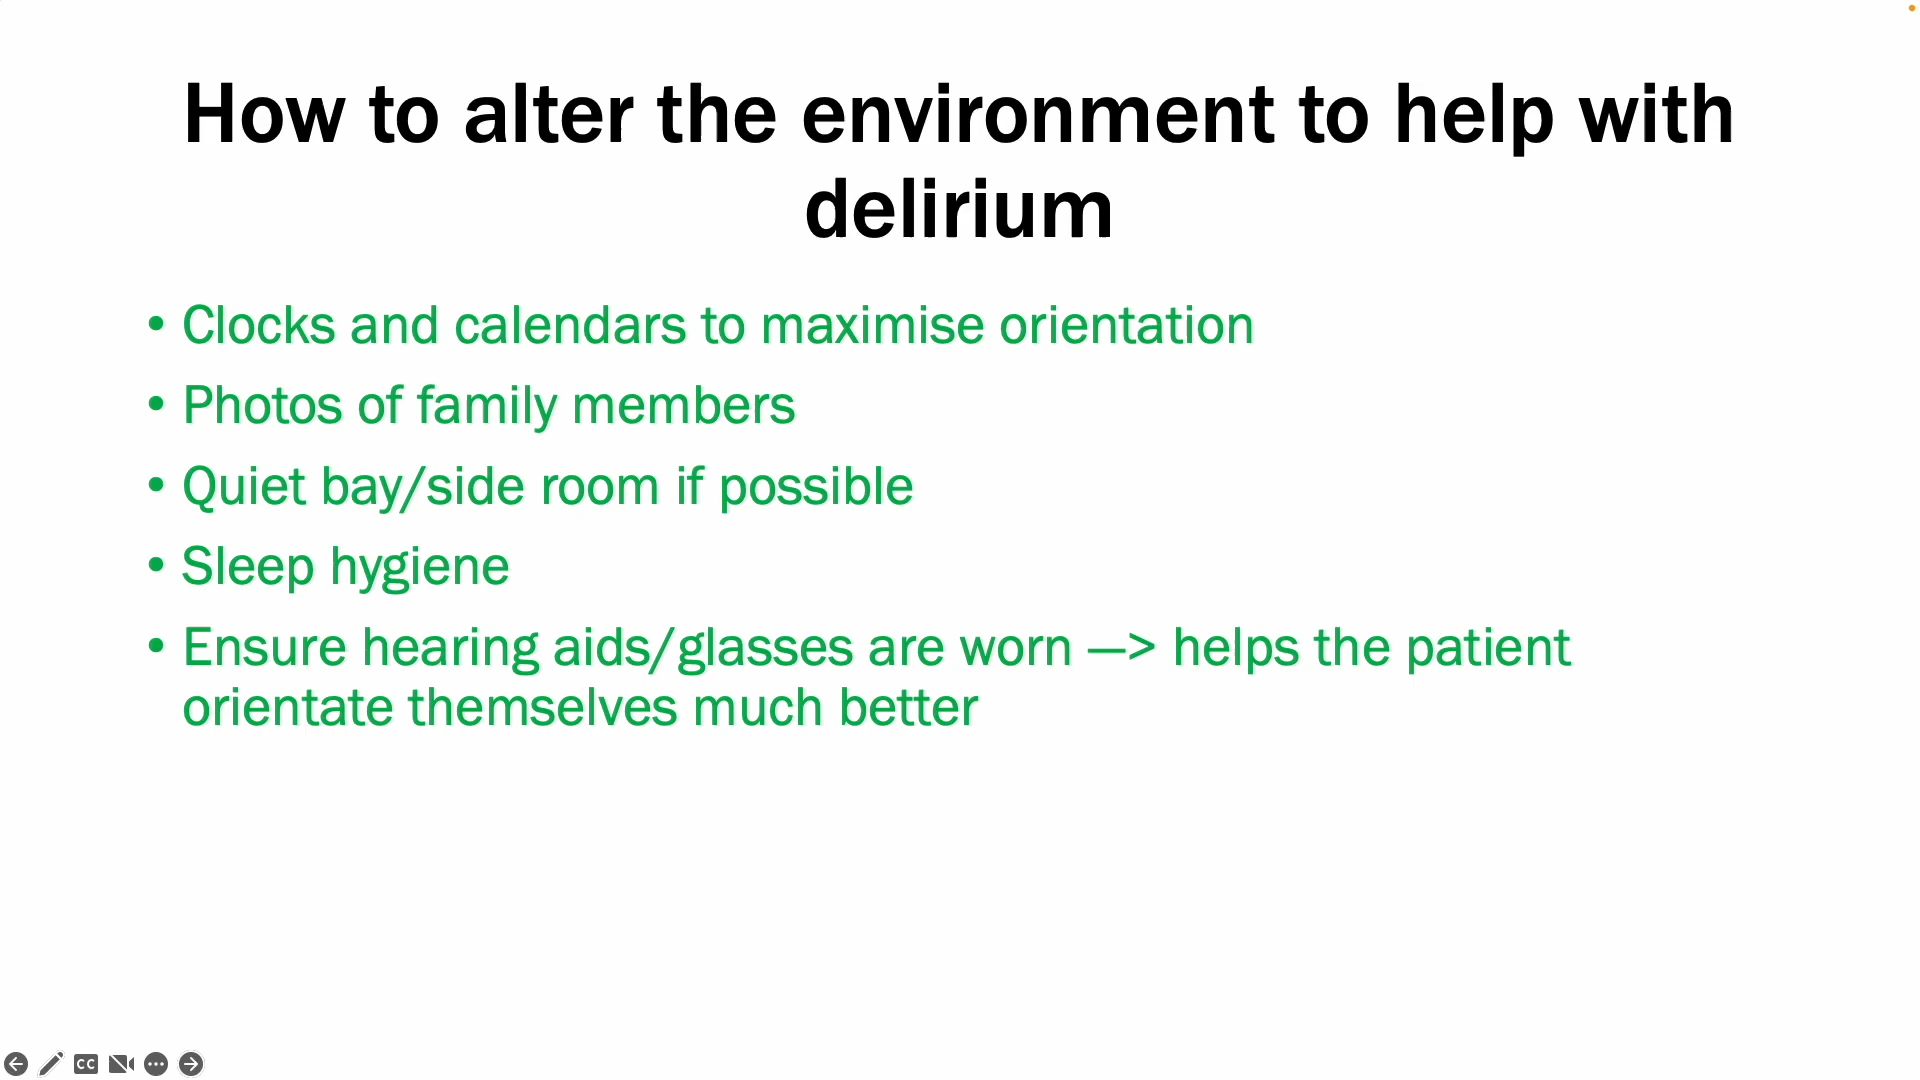 How to alter the environment to help with
delirium
• Clocks and calendars to maximise orientation
• Photos of family members
• Quiet bay/side room if possible
• Sleep hygiene
• Ensure hearing aids/glasses are worn —> helps the patient
orientate themselves much better
CC